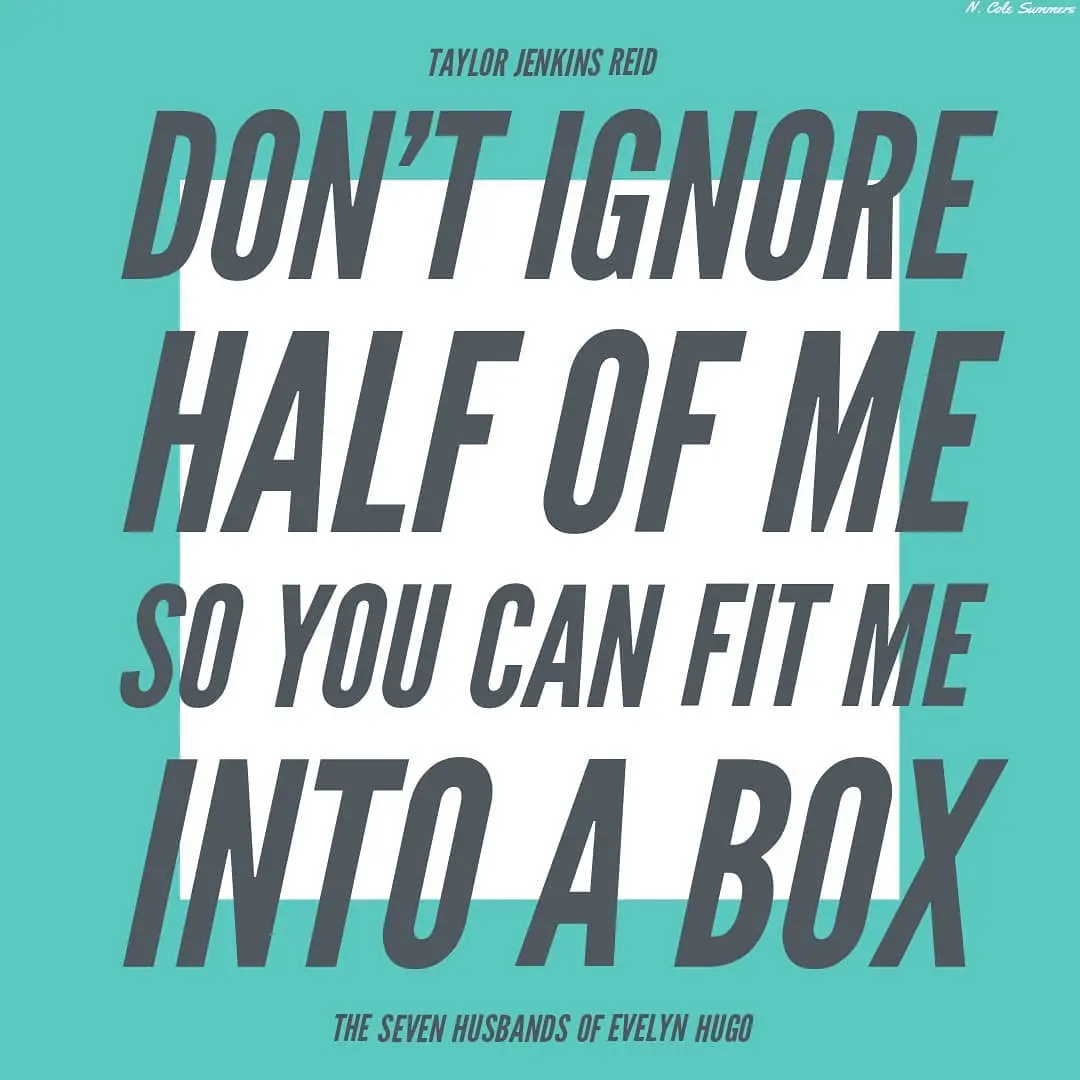 N. Cole Summers
TAYLOR JENKINS REID
DON'T IGNORE
HALF OF ME
SO YOU CAN FIT ME
INTO A BOX
THE SEVEN HUSBANDS OF EVELYN HUGO